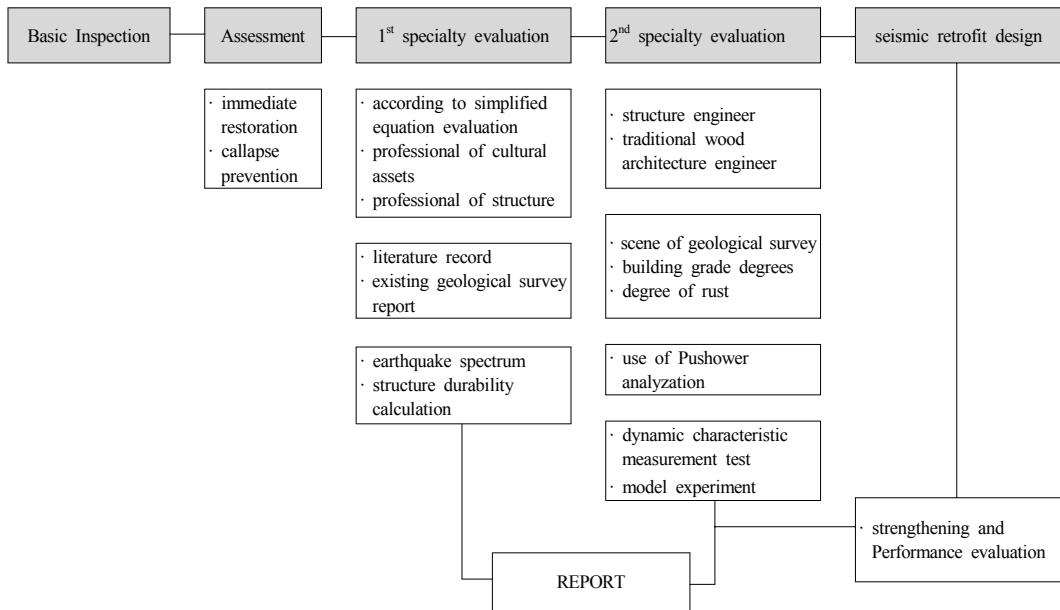 Basic Inspection
Assessment
1st specialty evaluation
2nd specialty evaluation
seismic retrofit design
· immediate
restoration
· callapse
prevention
· according to simplified
equation evaluation
· professional of cultural
assets
· professional of structure
· literature record
· existing geological survey
report
· earthquake spectrum
· structure durability
calculation
· structure engineer
· traditional wood
architecture engineer
· scene of geological survey
· building grade degrees
· degree of rust
· use of Pushower
analyzation
· dynamic characteristic
measurement test
· model experiment
· strengthening and
Performance evaluation
REPORT